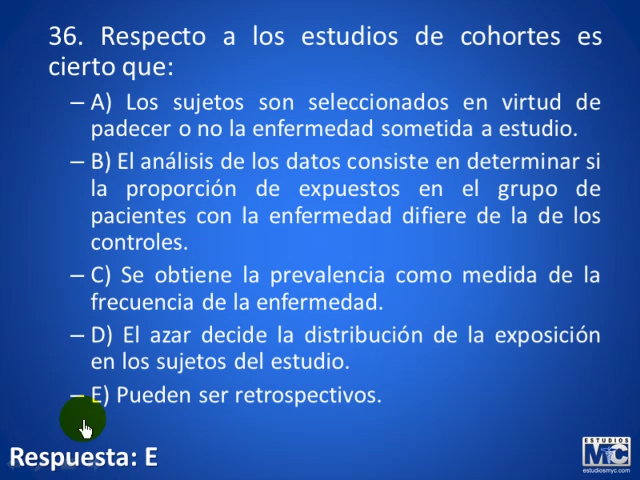 36. Respecto a los estudios de cohortes es
cierto que:
– A) Los sujetos son seleccionados en virtud de
padecer o no la enfermedad sometida a estudio.
– B) El análisis de los datos consiste en determinar si
la proporción de expuestos en el grupo de
pacientes con la enfermedad difiere de la de los
controles.
– C) Se obtiene la prevalencia como medida de la
frecuencia de la enfermedad.
– D) El azar decide la distribución de la exposición
en los sujetos del estudio.
– E) Pueden ser retrospectivos.
Respuesta: E
ESTUDIOS
MyC
estudiosmyc.com